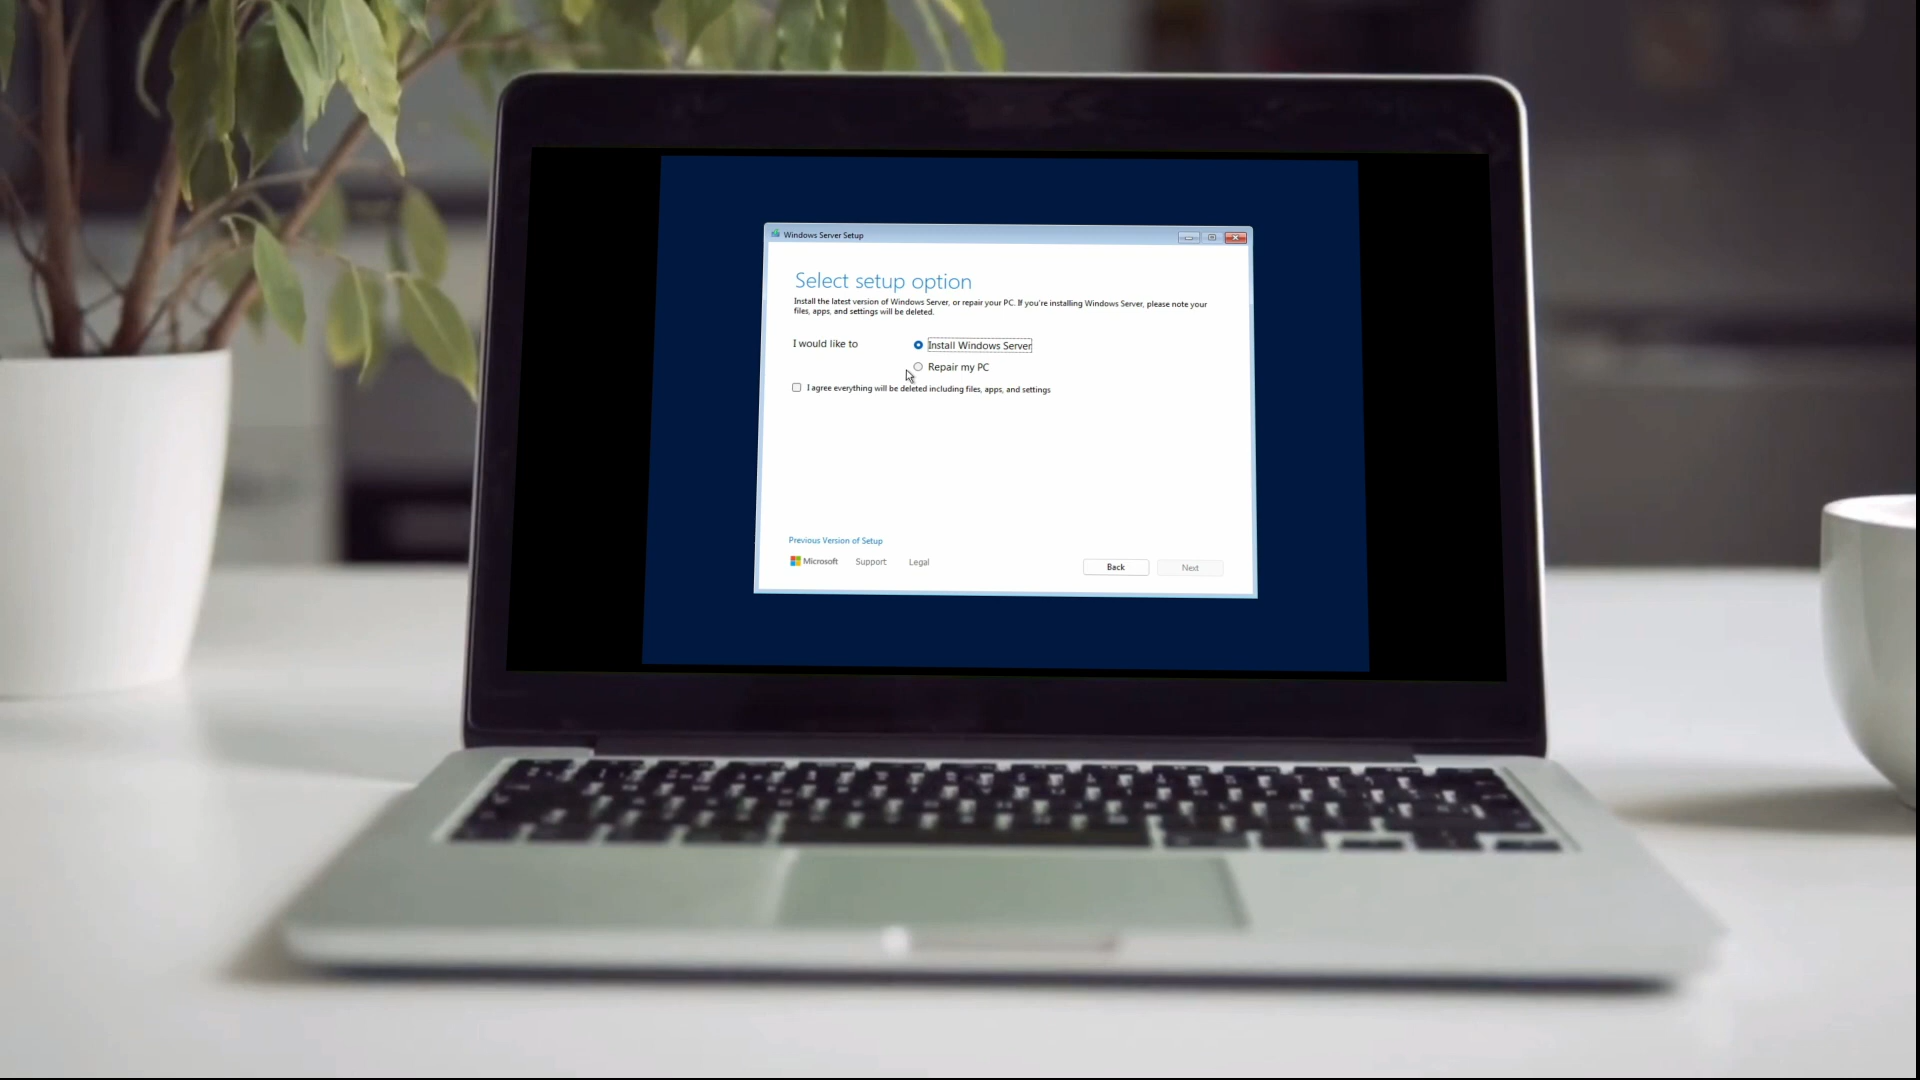 Windows Server Setup
Select setup option
Install the latest version of Windows Server, or repair your PC. If you're installing Windows Server, please note your
files, apps, and settings will be deleted.
I would like to
Install Windows Server
Repair my PC
I agree everything will be deleted including files, apps, and settings
Previous Version of Setup
Microsoft Support Legal
Back Next